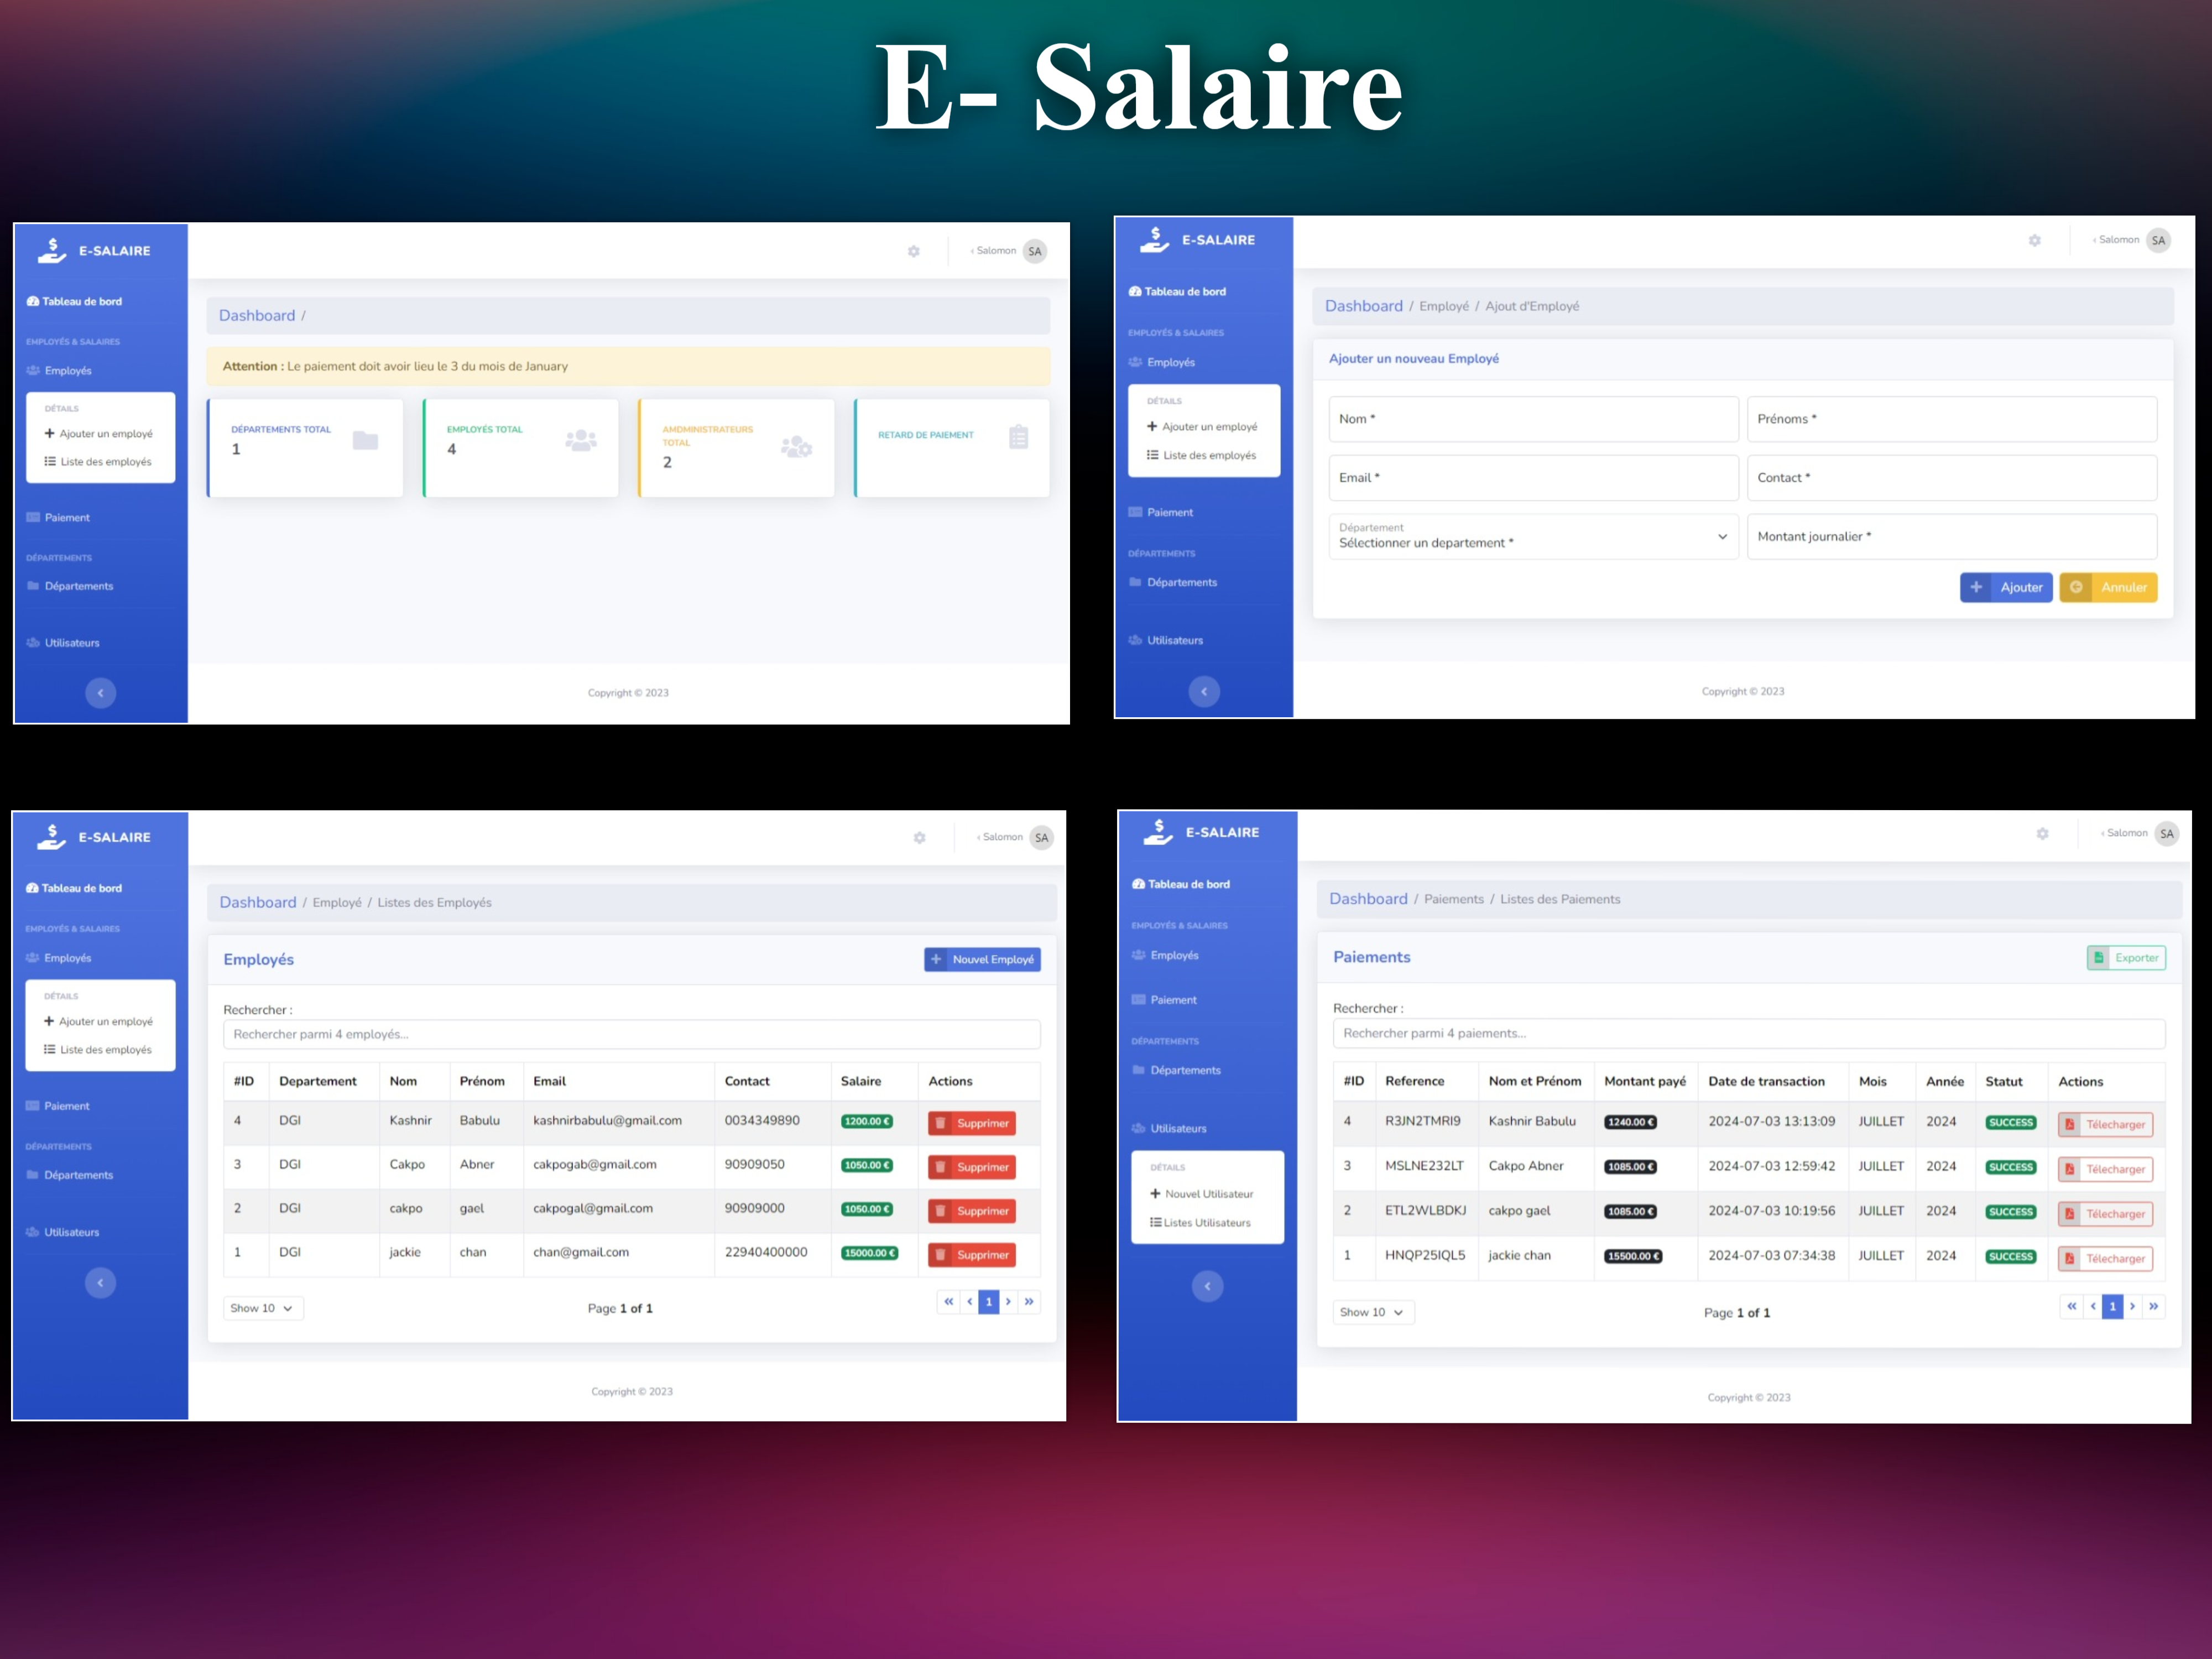 E- Salaire
E-SALAIRE
‹ Salomon SA
Tableau de bord
EMPLOYÉS & SALAIRES
Employés
DÉTAILS
Ajouter un employé
Liste des employés
Paiement
DÉPARTEMENTS
Départements
Utilisateurs
Dashboard /
Attention : Le paiement doit avoir lieu le 3 du mois de January
DÉPARTEMENTS TOTAL
1
EMPLOYÉS TOTAL
4
AMDMINISTRATEURS
TOTAL
2
RETARD DE PAIEMENT
Copyright © 2023
E-SALAIRE
‹ Salomon SA
Tableau de bord
EMPLOYÉS & SALAIRES
Employés
DÉTAILS
Ajouter un employé
Liste des employés
Paiement
DÉPARTEMENTS
Départements
Utilisateurs
Dashboard / Employé / Ajout d'Employé
Ajouter un nouveau Employé
Nom * Prénoms *
Email * Contact *
Département
Sélectionner un departement * Montant journalier *
Ajouter Annuler
Copyright © 2023
E-SALAIRE
‹ Salomon SA
Tableau de bord
EMPLOYÉS & SALAIRES
Employés
DÉTAILS
Ajouter un employé
Liste des employés
Paiement
DÉPARTEMENTS
Départements
Utilisateurs
Dashboard / Employé / Listes des Employés
Employés Nouvel Employé
Rechercher :
Rechercher parmi 4 employés...
#ID Departement Nom Prénom Email Contact Salaire Actions
4 DGI Kashnir Babulu kashnirbabulu@gmail.com 0034349890 1200.00 € Supprimer
3 DGI Cakpo Abner cakpogab@gmail.com 90909050 1050.00 € Supprimer
2 DGI cakpo gael cakpogal@gmail.com 90909000 1050.00 € Supprimer
1 DGI jackie chan chan@gmail.com 22940400000 15000.00 € Supprimer
Show 10 Page 1 of 1 « ‹ 1 › »
Copyright © 2023
E-SALAIRE
‹ Salomon SA
Tableau de bord
EMPLOYÉS & SALAIRES
Employés
Paiement
DÉPARTEMENTS
Départements
Utilisateurs
DÉTAILS
Nouvel Utilisateur
Listes Utilisateurs
Dashboard / Paiements / Listes des Paiements
Paiements Exporter
Rechercher :
Rechercher parmi 4 paiements...
#ID Reference Nom et Prénom Montant payé Date de transaction Mois Année Statut Actions
4 R3JN2TMRI9 Kashnir Babulu 1240.00 € 2024-07-03 13:13:09 JUILLET 2024 SUCCESS Télecharger
3 MSLNE232LT Cakpo Abner 1085.00 € 2024-07-03 12:59:42 JUILLET 2024 SUCCESS Télecharger
2 ETL2WLBDKJ cakpo gael 1085.00 € 2024-07-03 10:19:56 JUILLET 2024 SUCCESS Télecharger
1 HNQP25IQL5 jackie chan 15500.00 € 2024-07-03 07:34:38 JUILLET 2024 SUCCESS Télecharger
Show 10 Page 1 of 1 « ‹ 1 › »
Copyright © 2023